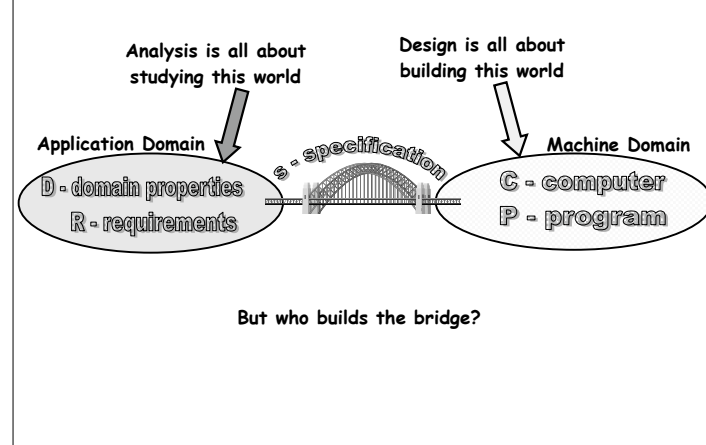 Analysis is all about
studying this world
Design is all about
building this world
Application Domain
s - specification
Machine Domain
D - domain properties
R - requirements
C - computer
P - program
But who builds the bridge?